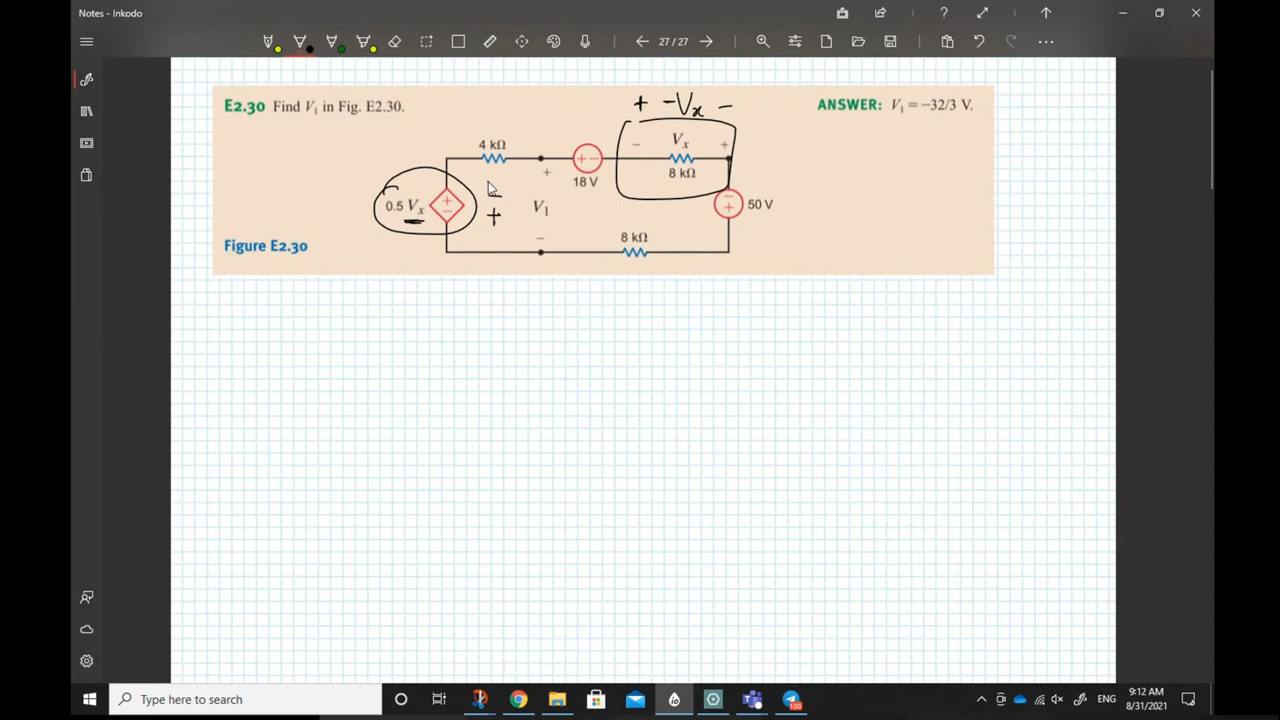 Notes - Inkodo
27/27
E2.30 Find V₁ in Fig. E2.30.
ANSWER: V₁ = −32/3 V.
+ -Vx -
4 kΩ
− Vx +
8 kΩ
+ −
18 V
+
0.5 Vx
+
−
−
+
V₁
−
+
50 V
8 kΩ
−
Figure E2.30
Type here to search
100
ENG
9:12 AM
8/31/2021